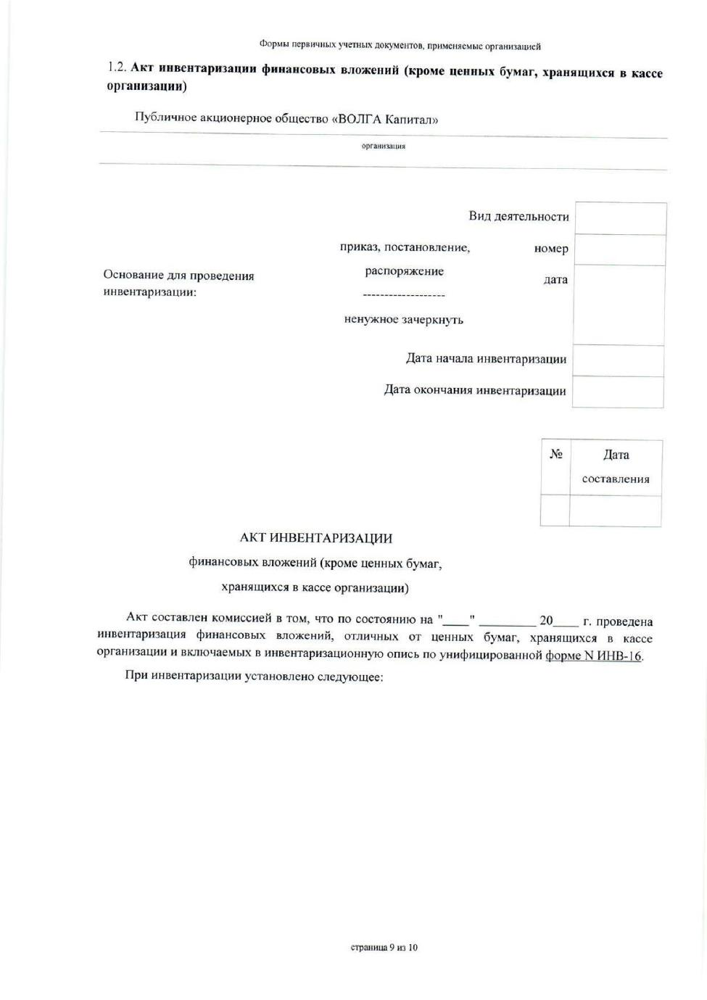 Формы первичных учетных документов, применяемые организацией
1.2. Акт инвентаризации финансовых вложений (кроме ценных бумаг, хранящихся в кассе
организации)
Публичное акционерное общество «ВОЛГА Капитал»
организация
Вид деятельности
приказ, постановление, номер
распоряжение
дата
Основание для проведения
инвентаризации:
-------------------
ненужное зачеркнуть
Дата начала инвентаризации
Дата окончания инвентаризации
№ Дата
составления
АКТ ИНВЕНТАРИЗАЦИИ
финансовых вложений (кроме ценных бумаг,
хранящихся в кассе организации)
Акт составлен комиссией в том, что по состоянию на "____" _________ 20____ г. проведена
инвентаризация финансовых вложений, отличных от ценных бумаг, хранящихся в кассе
организации и включаемых в инвентаризационную опись по унифицированной форме N ИНВ-16.
При инвентаризации установлено следующее:
страница 9 из 10